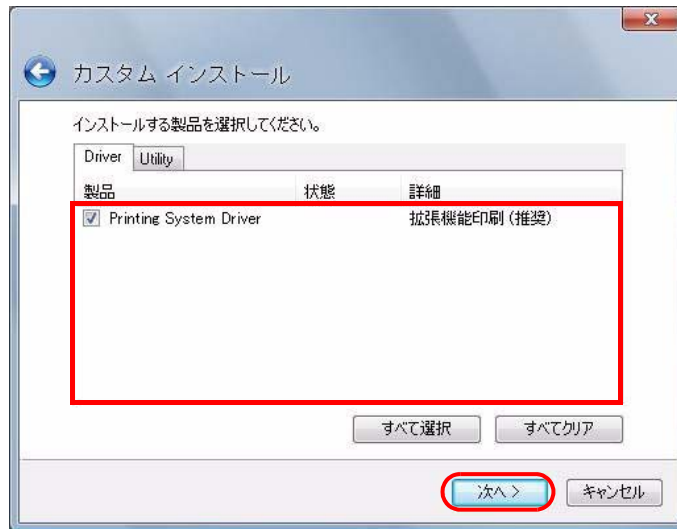 カスタム インストール
インストールする製品を選択してください。
Driver Utility
製品 状態 詳細
Printing System Driver 拡張機能印刷 (推奨)
すべて選択 すべてクリア
次へ > キャンセル